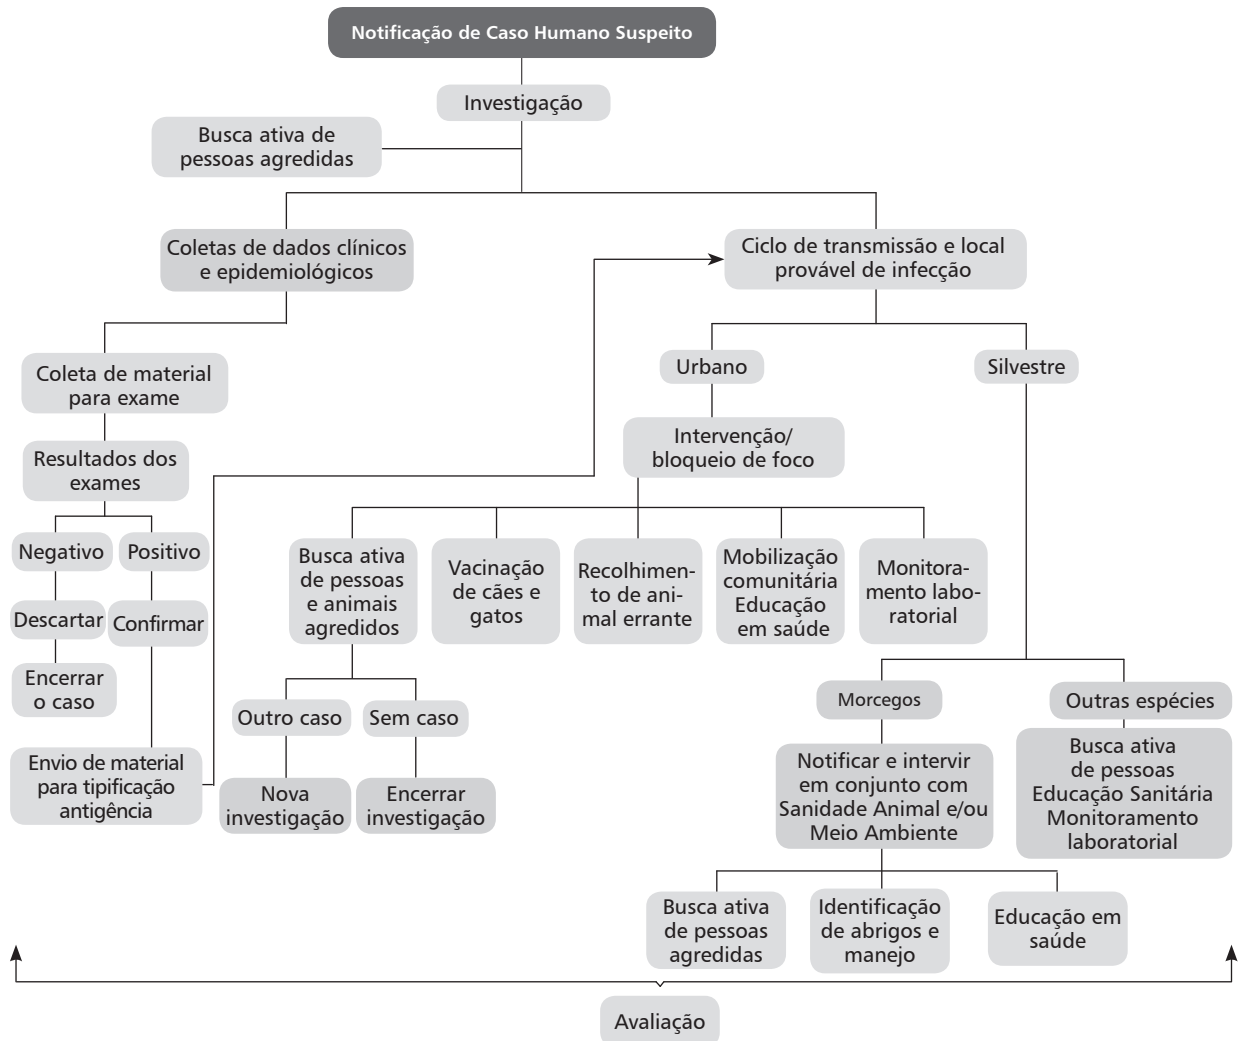 Notificação de Caso Humano Suspeito
Investigação
Busca ativa de
pessoas agredidas
Coletas de dados clínicos
e epidemiológicos
Ciclo de transmissão e local
provável de infecção
Coleta de material
para exame
Urbano
Silvestre
Intervenção/
bloqueio de foco
Resultados dos
exames
Negativo
Positivo
Descartar
Confirmar
Encerrar
o caso
Envio de material
para tipificação
antigência
Busca ativa
de pessoas
e animais
agredidos
Vacinação
de cães e
gatos
Recolhimen-
to de ani-
mal errante
Mobilização
comunitária
Educação
em saúde
Monitora-
mento labo-
ratorial
Outro caso
Sem caso
Nova
investigação
Encerrar
investigação
Morcegos
Outras espécies
Notificar e intervir
em conjunto com
Sanidade Animal e/ou
Meio Ambiente
Busca ativa
de pessoas
Educação Sanitária
Monitoramento
laboratorial
Busca ativa
de pessoas
agredidas
Identificação
de abrigos e
manejo
Educação em
saúde
Avaliação